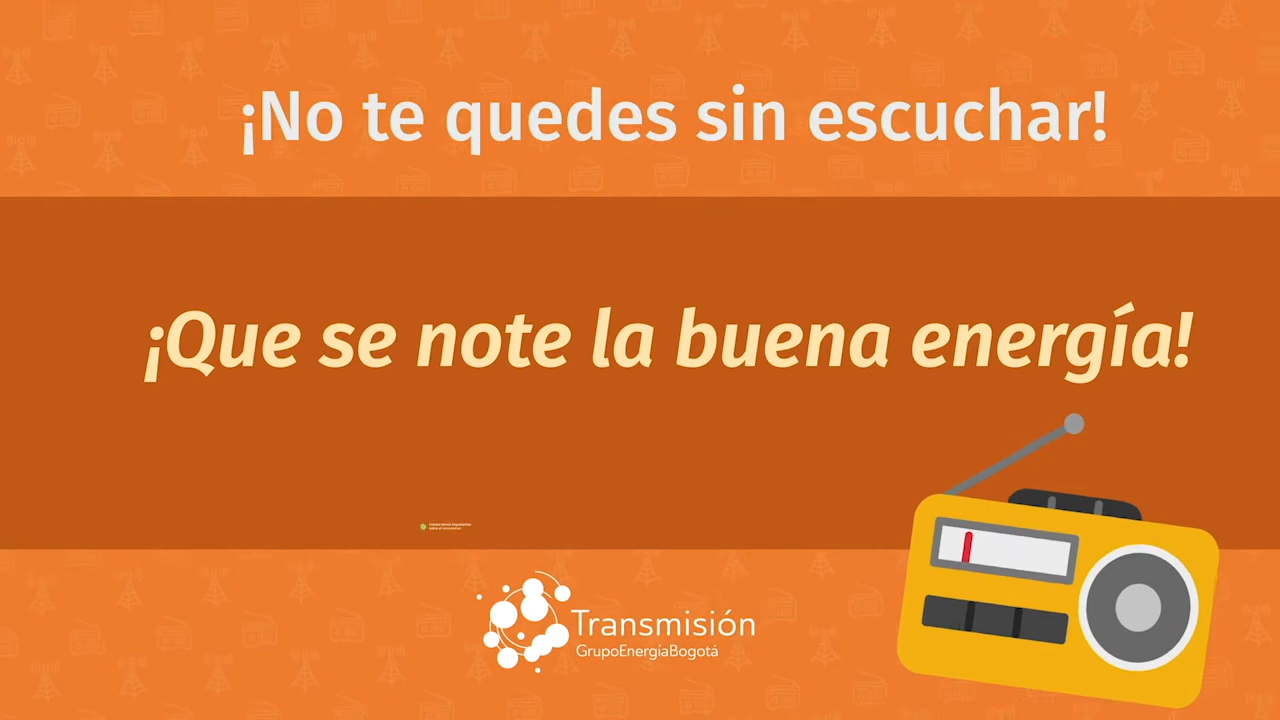 ¡No te quedes sin escuchar!
¡Que se note la buena energía!
Transmisión
GrupoEnergíaBogotá